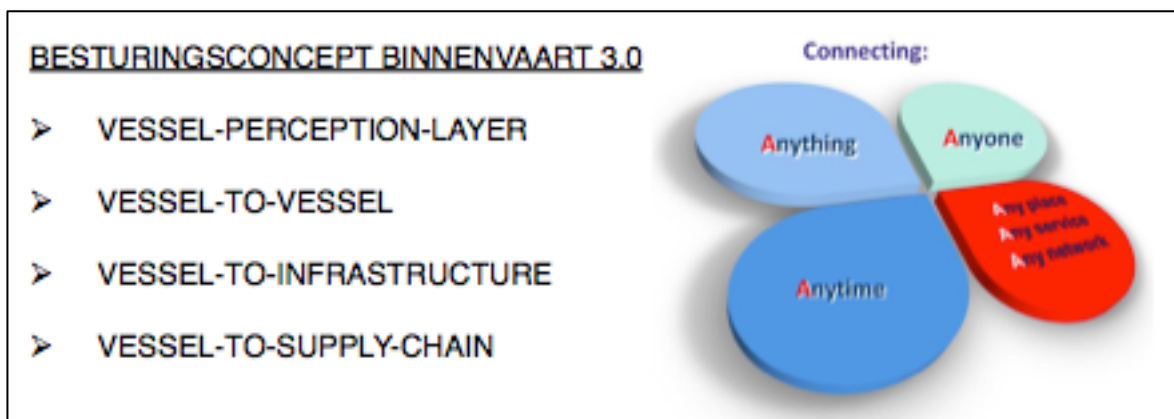 BESTURINGSCONCEPT BINNENVAART 3.0
➤ VESSEL-PERCEPTION-LAYER
➤ VESSEL-TO-VESSEL
➤ VESSEL-TO-INFRASTRUCTURE
➤ VESSEL-TO-SUPPLY-CHAIN
Connecting:
Anything
Anyone
Any place
Any service
Any network
Anytime